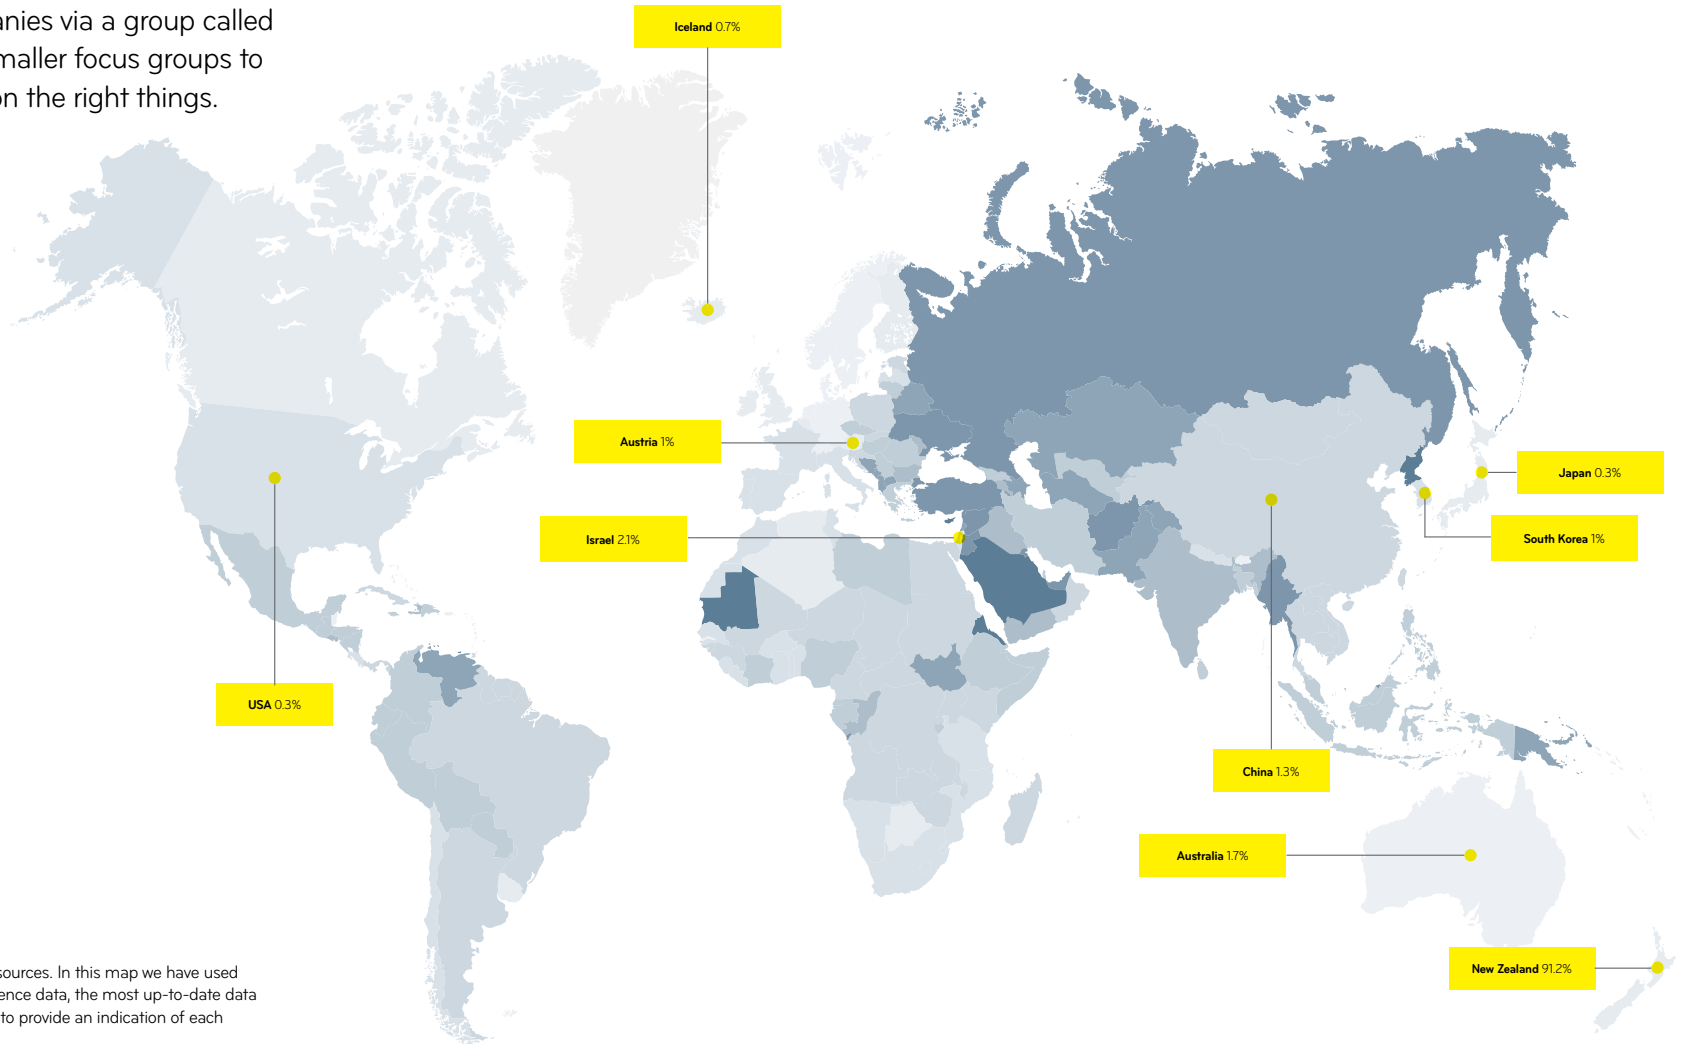 anies via a group called
maller focus groups to
on the right things.
Iceland 0.7%
Austria 1%
Japan 0.3%
Israel 2.1%
South Korea 1%
USA 0.3%
China 1.3%
Australia 1.7%
New Zealand 91.2%
sources. In this map we have used
ence data, the most up-to-date data
to provide an indication of each